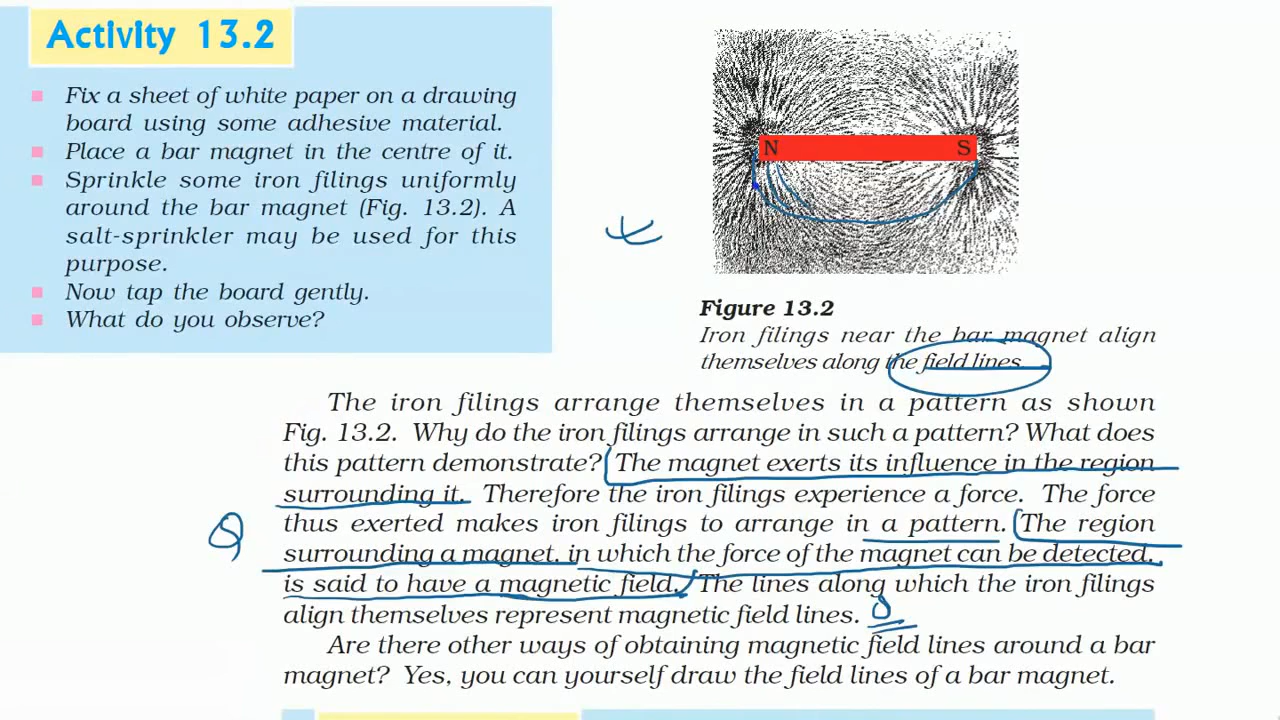 Activity 13.2
Fix a sheet of white paper on a drawing
board using some adhesive material.
Place a bar magnet in the centre of it.
Sprinkle some iron filings uniformly
around the bar magnet (Fig. 13.2). A
salt-sprinkler may be used for this
purpose.
Now tap the board gently.
What do you observe?
N S
Figure 13.2
Iron filings near the bar magnet align
themselves along the field lines.
The iron filings arrange themselves in a pattern as shown
Fig. 13.2. Why do the iron filings arrange in such a pattern? What does
this pattern demonstrate? The magnet exerts its influence in the region
surrounding it. Therefore the iron filings experience a force. The force
thus exerted makes iron filings to arrange in a pattern. The region
surrounding a magnet, in which the force of the magnet can be detected,
is said to have a magnetic field. The lines along which the iron filings
align themselves represent magnetic field lines.
Are there other ways of obtaining magnetic field lines around a bar
magnet? Yes, you can yourself draw the field lines of a bar magnet.